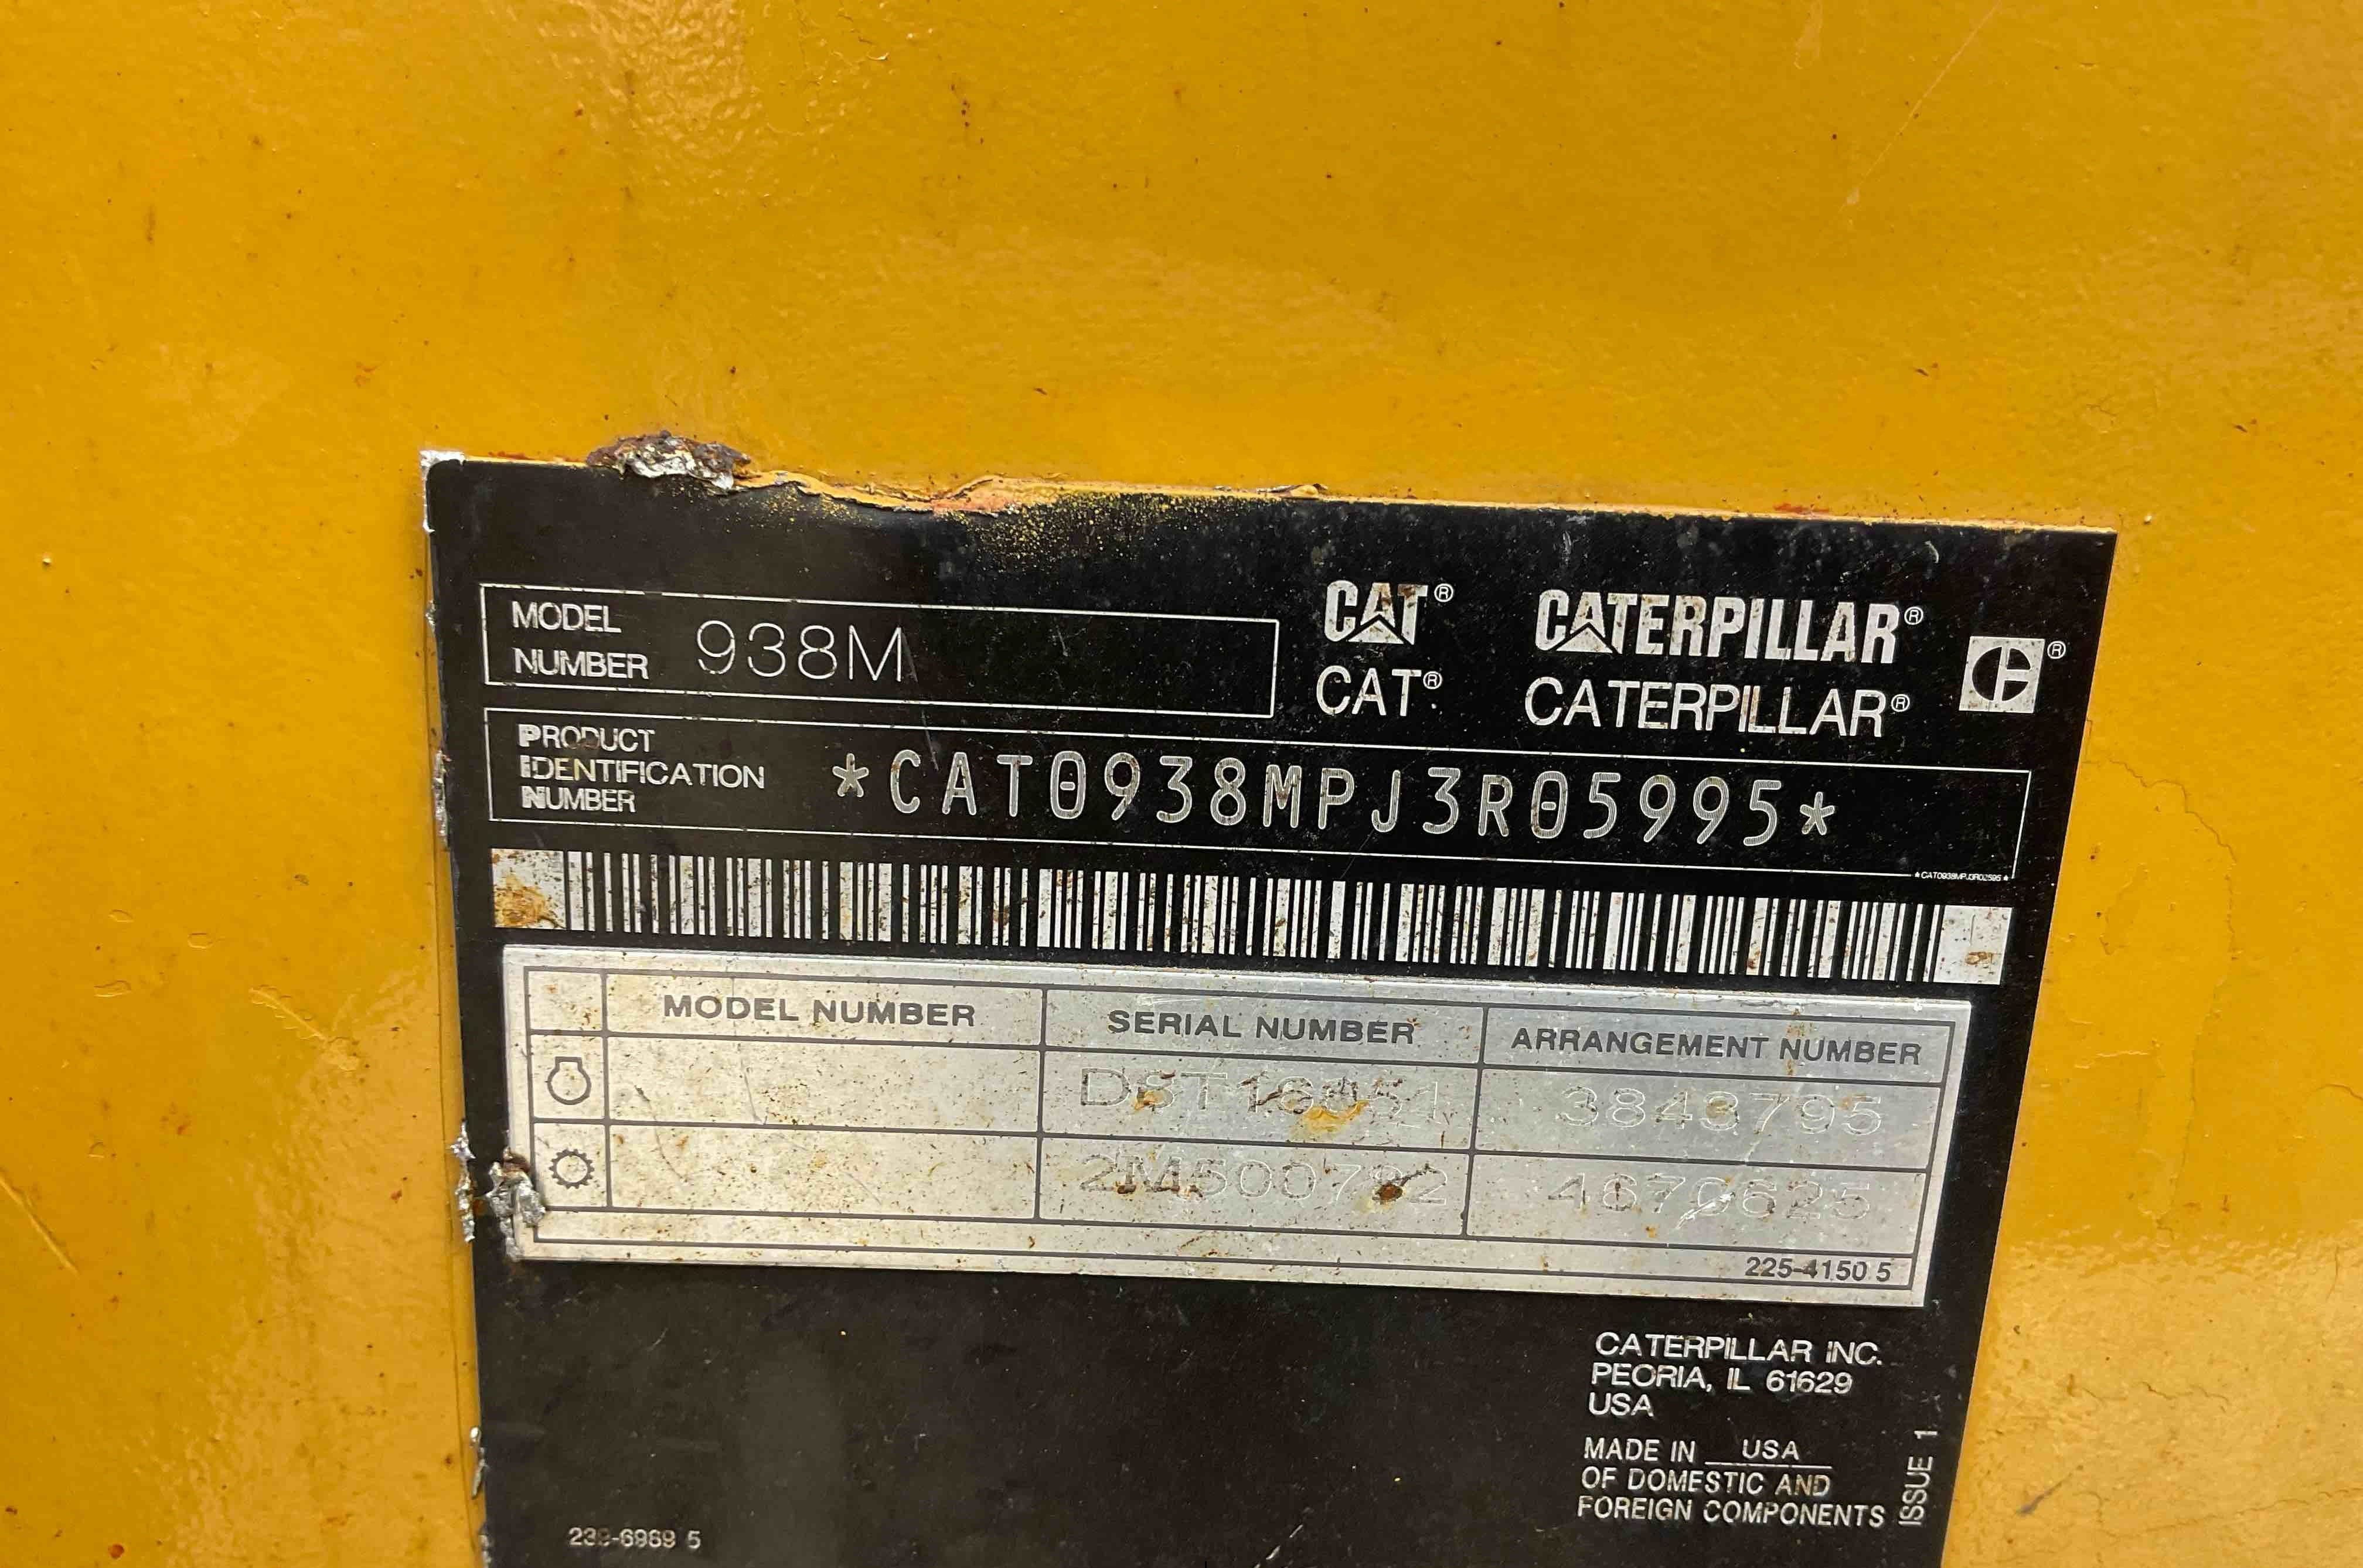 MODEL
NUMBER 938M
CAT® CATERPILLAR®
CAT® CATERPILLAR®
PRODUCT
IDENTIFICATION
NUMBER
*CAT0938MPJ3R05995*
MODEL NUMBER SERIAL NUMBER ARRANGEMENT NUMBER
3843795
225-4150 5
CATERPILLAR INC.
PEORIA, IL 61629
USA
MADE IN USA
OF DOMESTIC AND
FOREIGN COMPONENTS
ISSUE 1